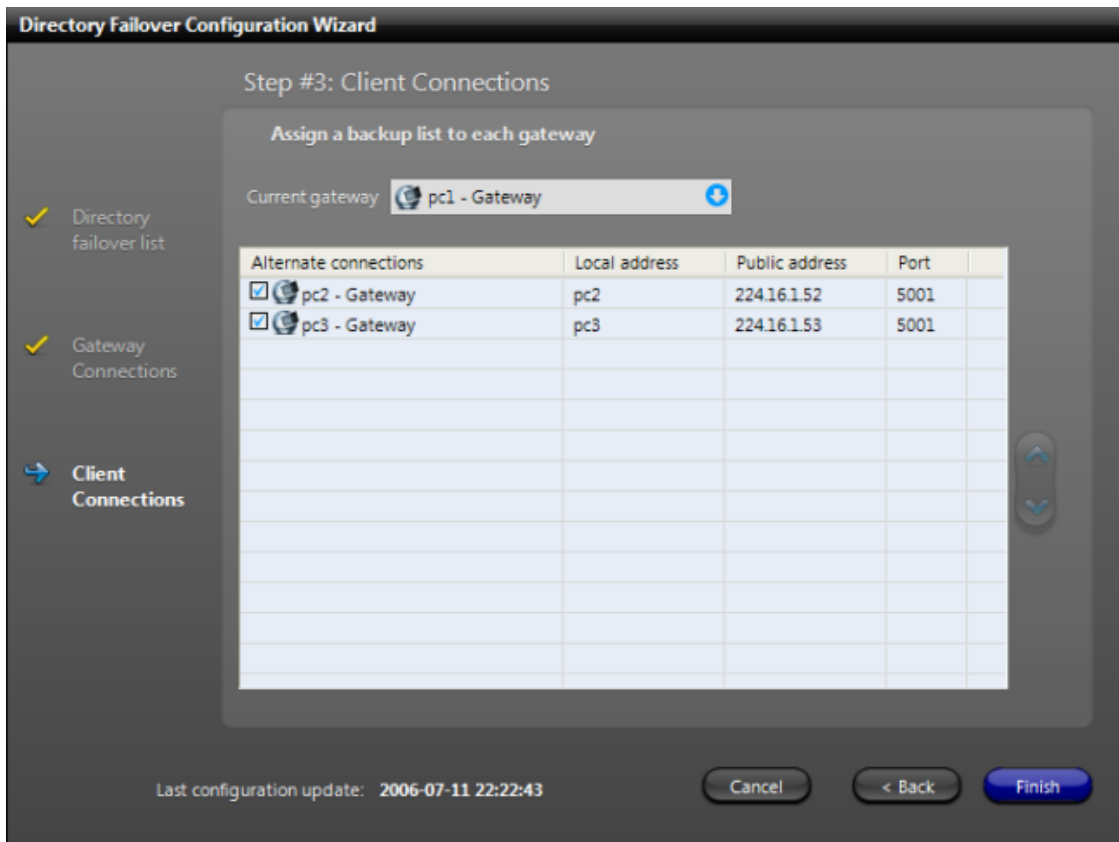 Directory Failover Configuration Wizard
Step #3: Client Connections
Assign a backup list to each gateway
Current gateway pc1 - Gateway
Directory
failover list
Gateway
Connections
Client
Connections
Alternate connections Local address Public address Port
pc2 - Gateway pc2 224.16.1.52 5001
pc3 - Gateway pc3 224.16.1.53 5001
Last configuration update: 2006-07-11 22:22:43
Cancel < Back Finish